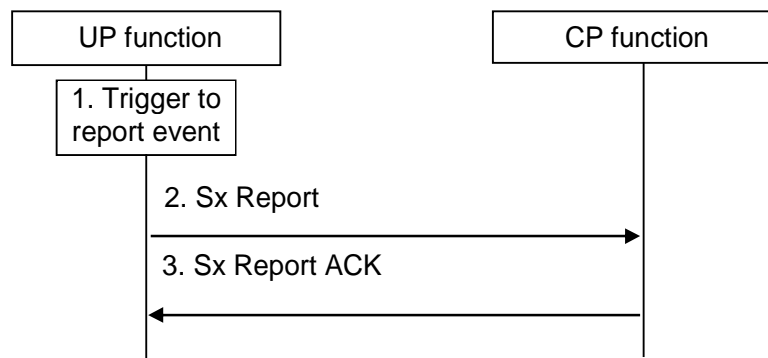 UP function
CP function
1. Trigger to
report event
2. Sx Report
3. Sx Report ACK